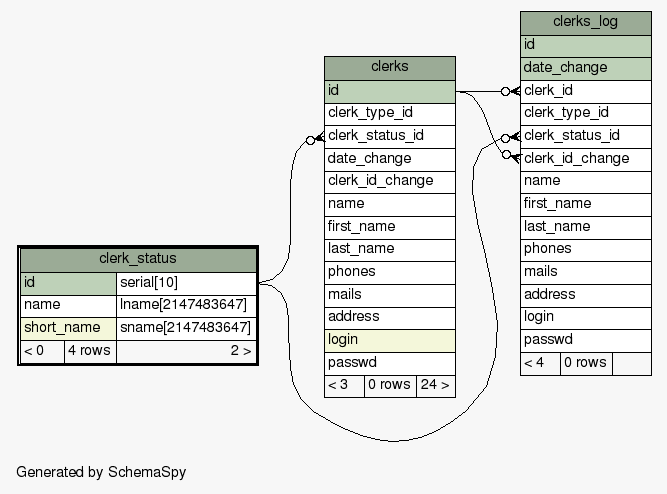 clerk_status
id serial[10]
name lname[2147483647]
short_name sname[2147483647]
< 0 4 rows 2 >
clerks
id
clerk_type_id
clerk_status_id
date_change
clerk_id_change
name
first_name
last_name
phones
mails
address
login
passwd
< 3 0 rows 24 >
clerks_log
id
date_change
clerk_id
clerk_type_id
clerk_status_id
clerk_id_change
name
first_name
last_name
phones
mails
address
login
passwd
< 4 0 rows
Generated by SchemaSpy